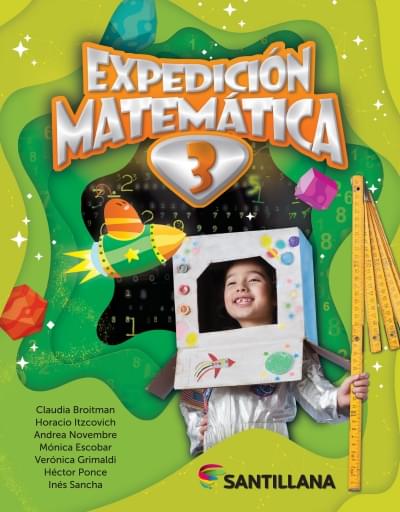 EXPEDICIÓN
MATEMÁTICA
3
Claudia Broitman
Horacio Itzcovich
Andrea Novembre
Mónica Escobar
Verónica Grimaldi
Héctor Ponce
Inés Sancha
SANTILLANA